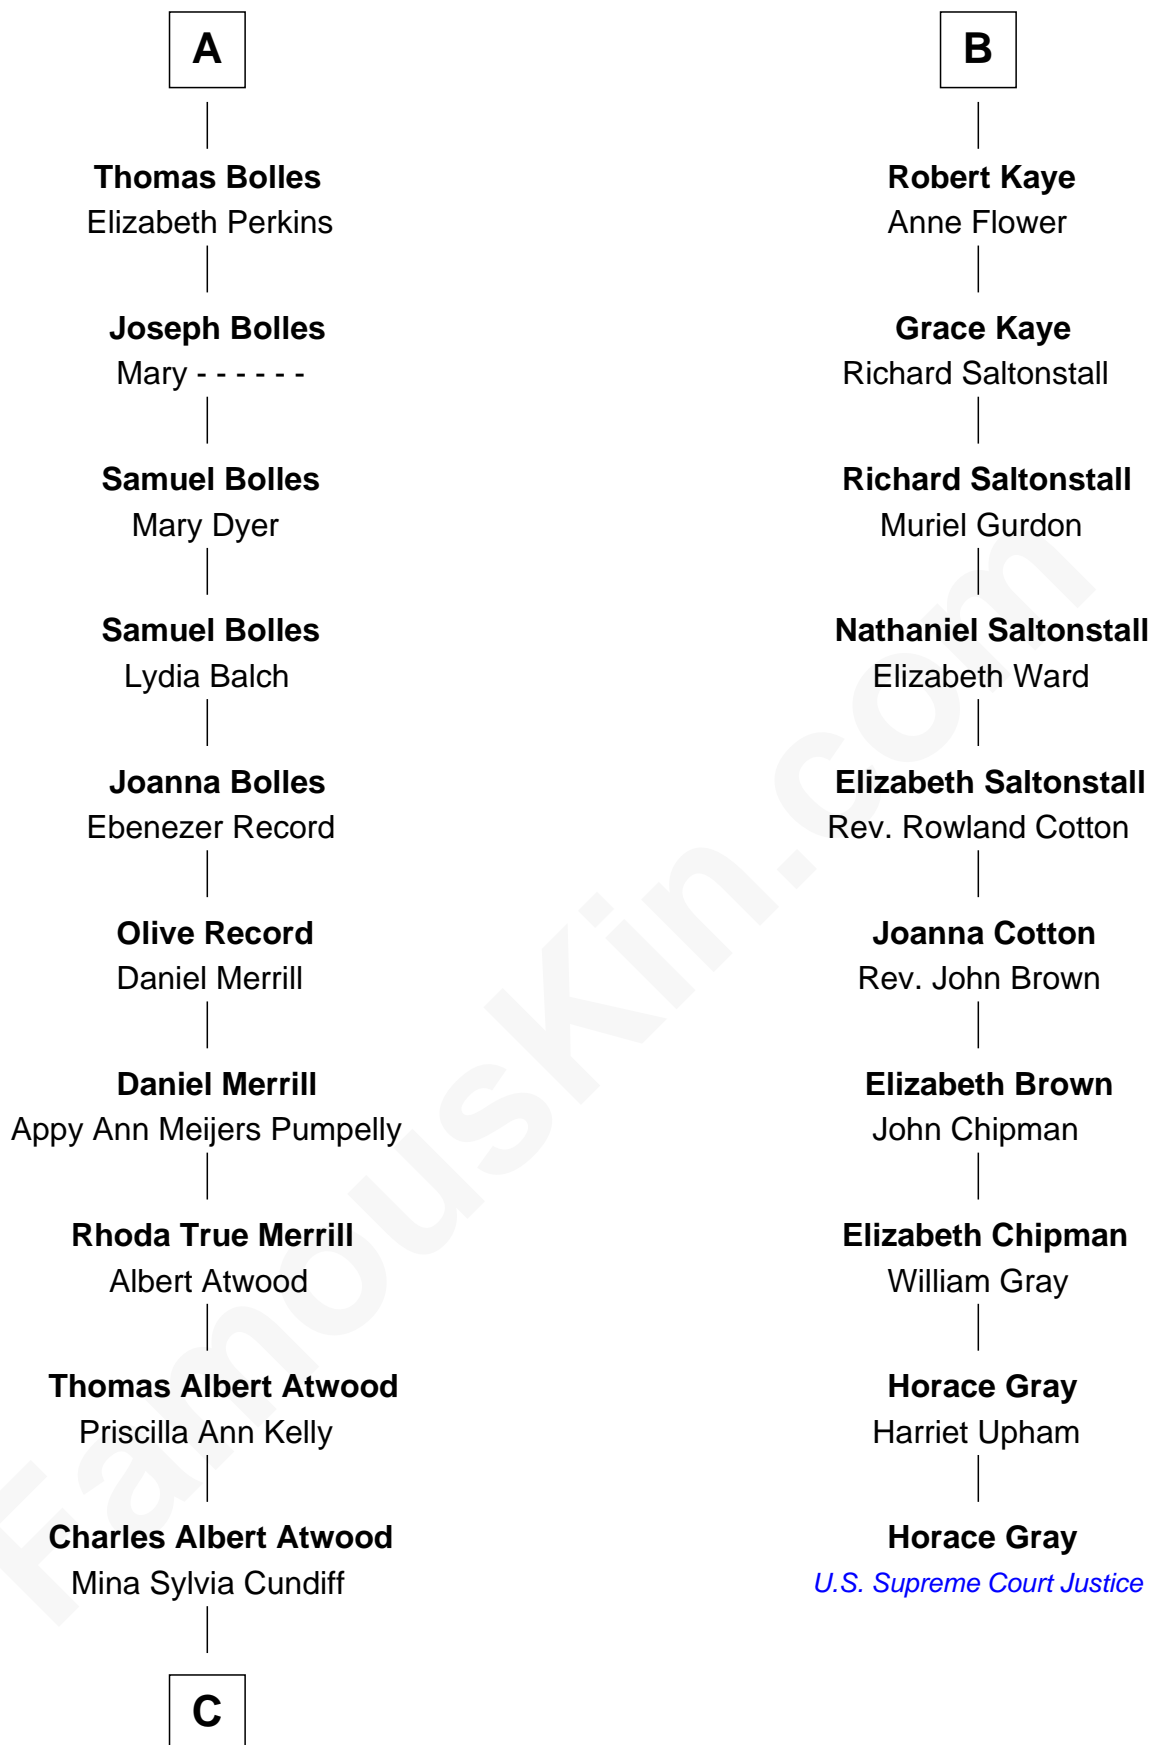 A
Thomas Bolles
Elizabeth Perkins
Joseph Bolles
Mary - - - - - -
Samuel Bolles
Mary Dyer
Samuel Bolles
Lydia Balch
Joanna Bolles
Ebenezer Record
Olive Record
Daniel Merrill
Daniel Merrill
Appy Ann Meijers Pumpelly
Rhoda True Merrill
Albert Atwood
Thomas Albert Atwood
Priscilla Ann Kelly
Charles Albert Atwood
Mina Sylvia Cundiff
C
B
Robert Kaye
Anne Flower
Grace Kaye
Richard Saltonstall
Richard Saltonstall
Muriel Gurdon
Nathaniel Saltonstall
Elizabeth Ward
Elizabeth Saltonstall
Rev. Rowland Cotton
Joanna Cotton
Rev. John Brown
Elizabeth Brown
John Chipman
Elizabeth Chipman
William Gray
Horace Gray
Harriet Upham
Horace Gray
U.S. Supreme Court Justice
FamousKin.com